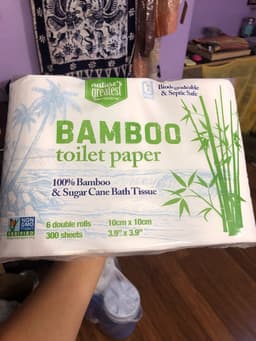 nature's
greatest
6
Biodegradable
& Septic Safe
BAMBOO
toilet paper
100% Bamboo
& Sugar Cane Bath Tissue
6 double rolls
300 sheets
10cm x 10cm
3.9" x 3.9"
NON
GMO